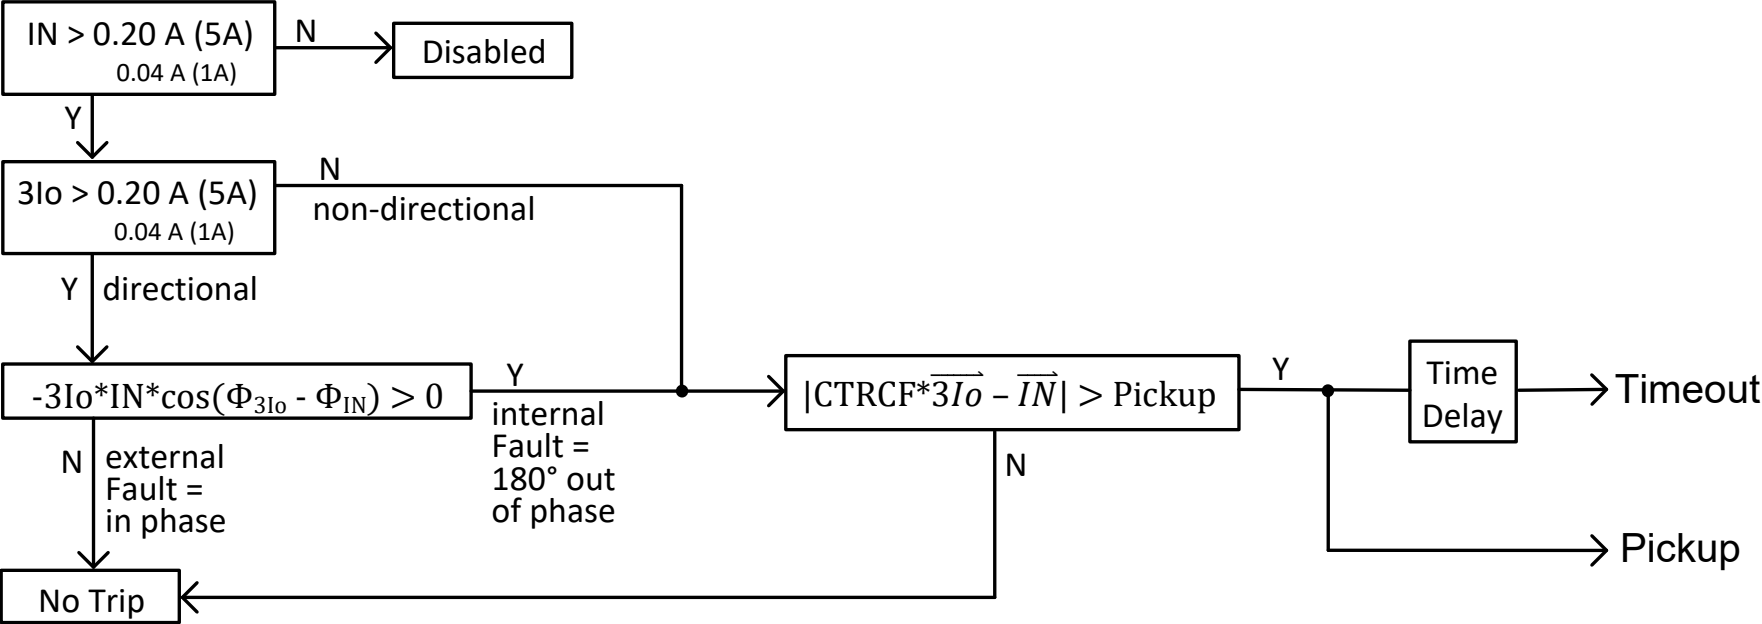 IN > 0.20 A (5A)
0.04 A (1A)
N
Disabled
Y
3Io > 0.20 A (5A)
0.04 A (1A)
N
non-directional
Y
directional
-3Io*IN*cos(Φ3Io - ΦIN) > 0
Y
internal
Fault =
180° out
of phase
N
external
Fault =
in phase
No Trip
|CTRCF*3Io – IN| > Pickup
Y
N
Time
Delay
Timeout
Pickup